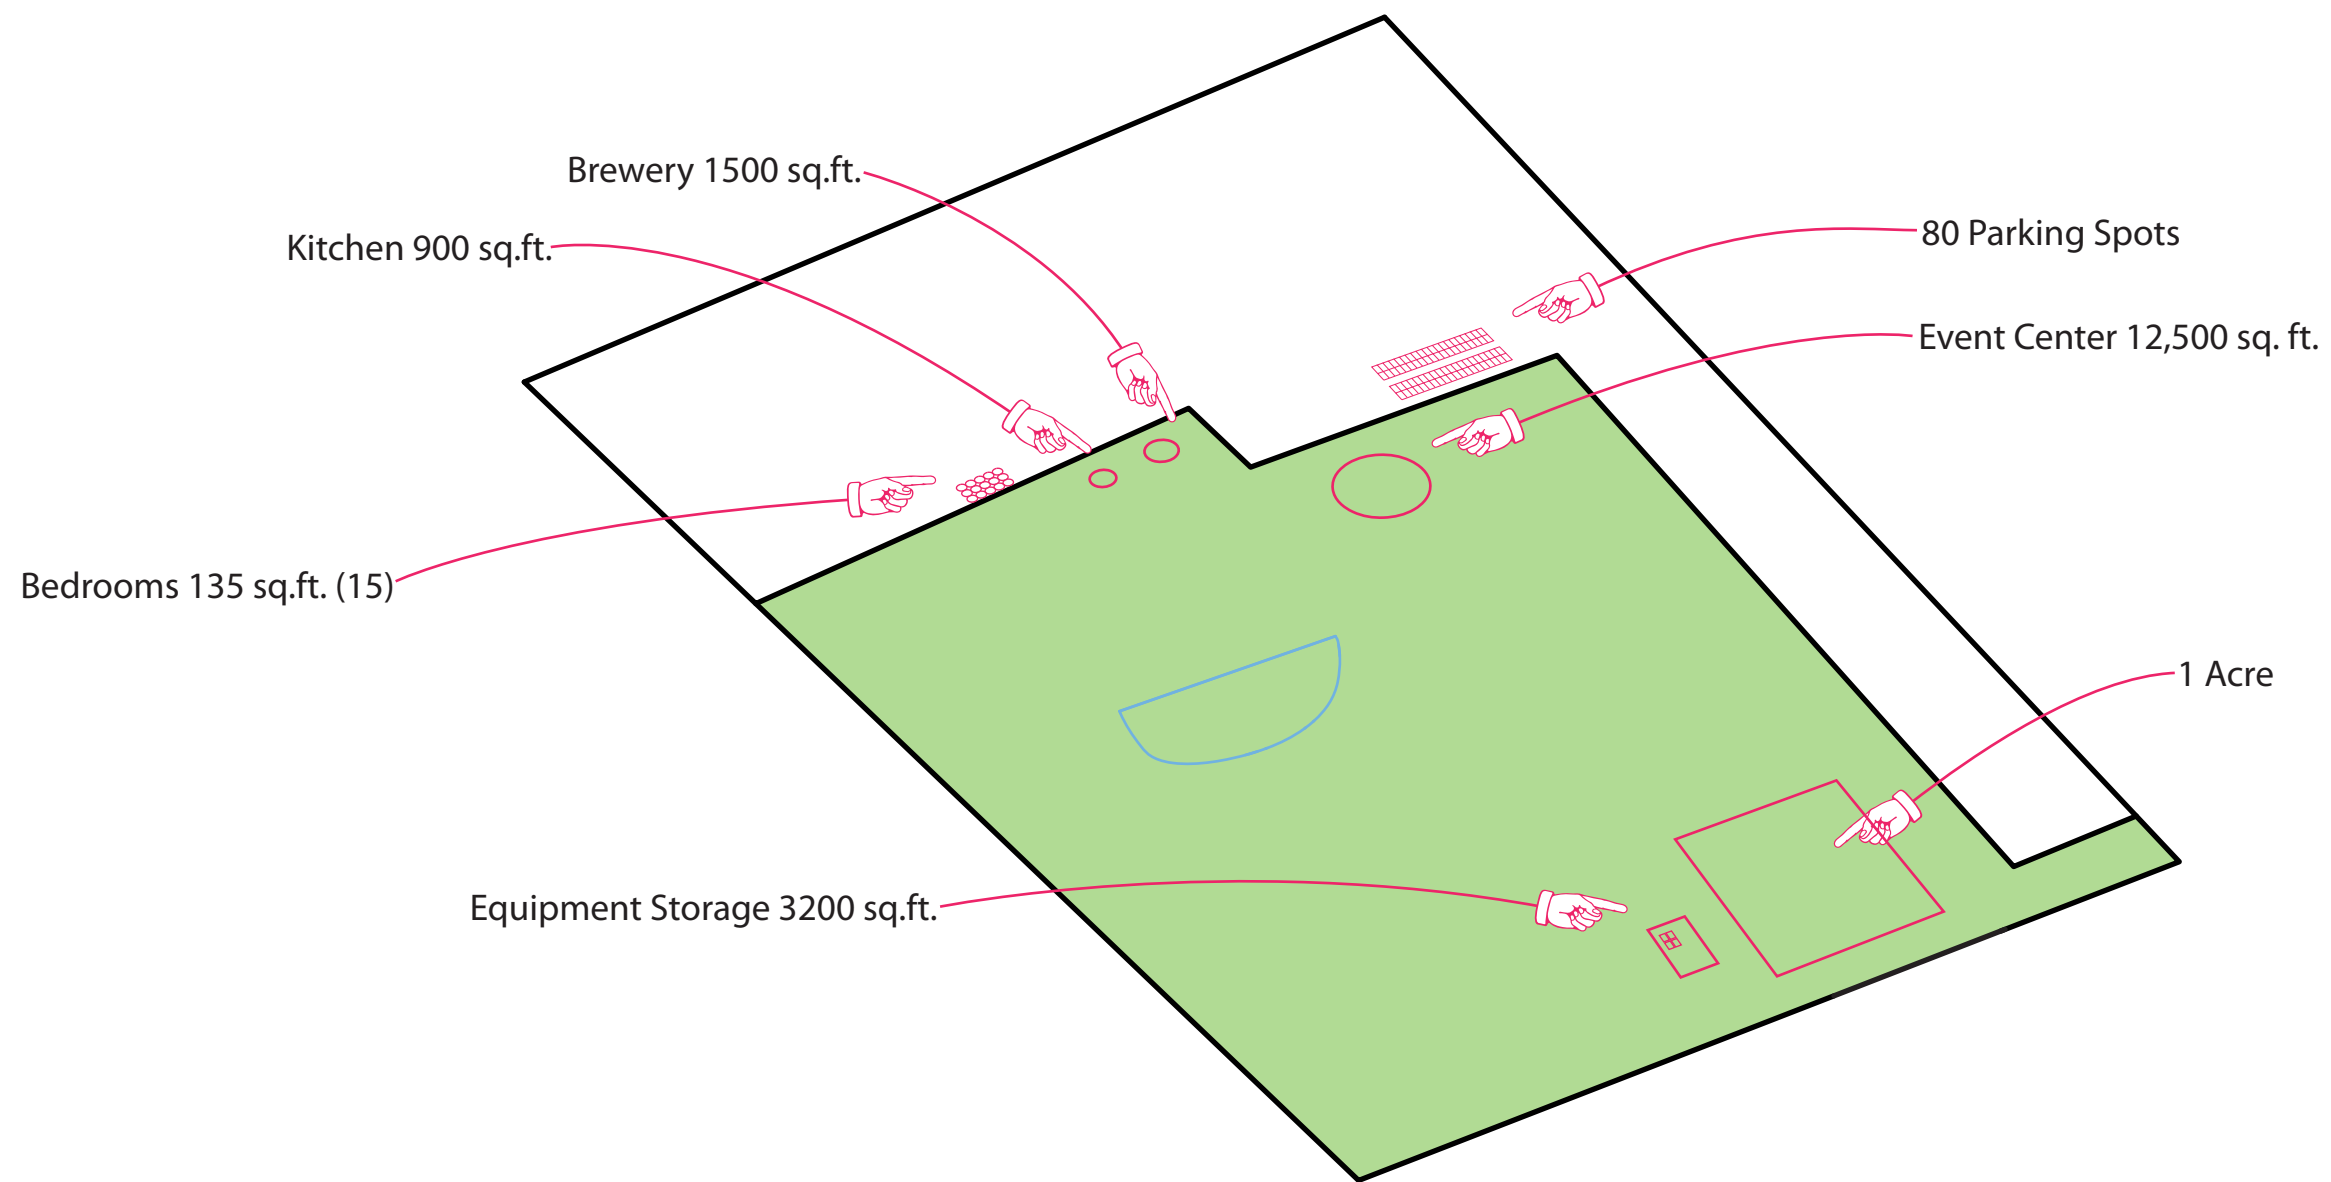 Brewery 1500 sq.ft.
Kitchen 900 sq.ft.
80 Parking Spots
Event Center 12,500 sq. ft.
Bedrooms 135 sq.ft. (15)
1 Acre
Equipment Storage 3200 sq.ft.